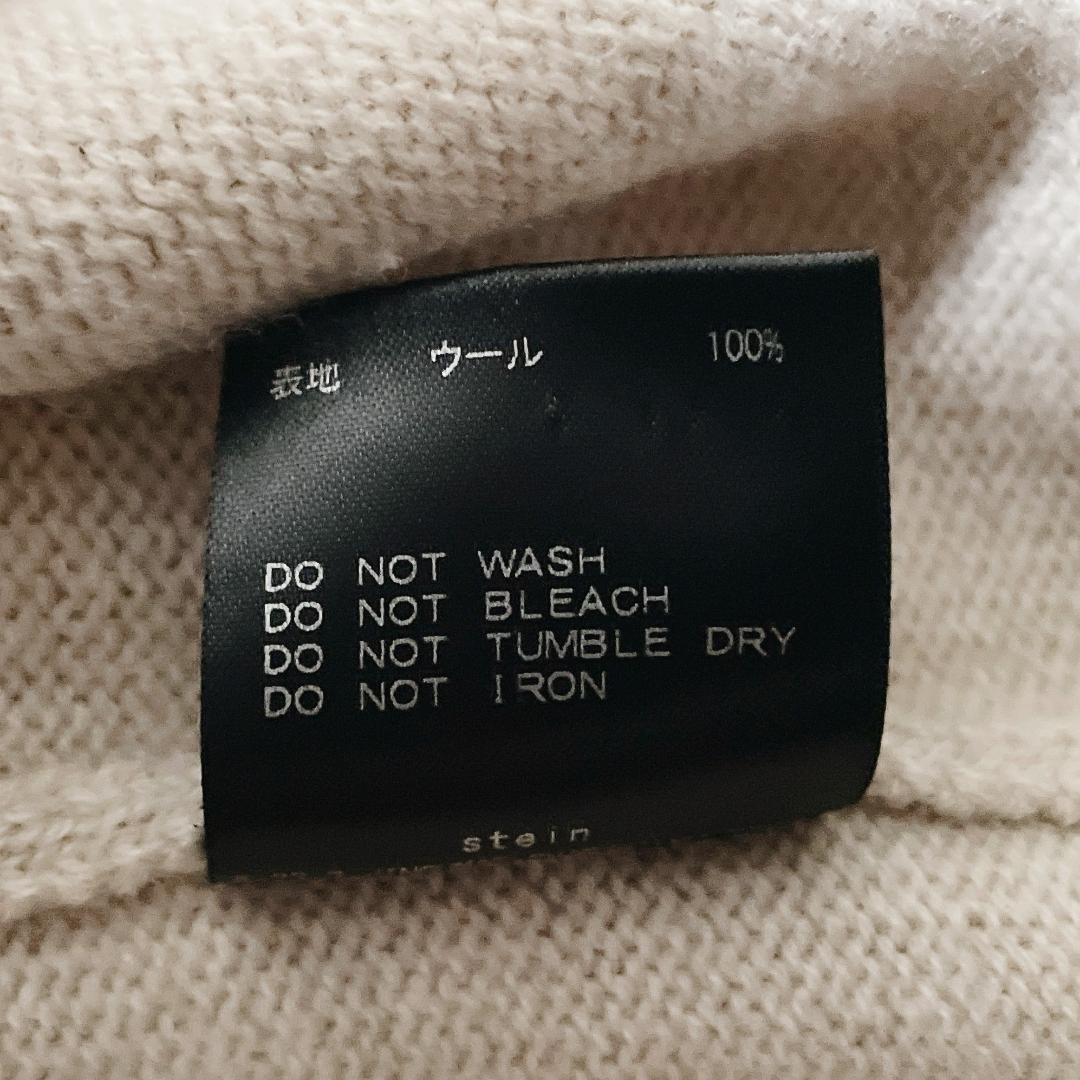 表地 ウール 100%
DO NOT WASH
DO NOT BLEACH
DO NOT TUMBLE DRY
DO NOT IRON
stein